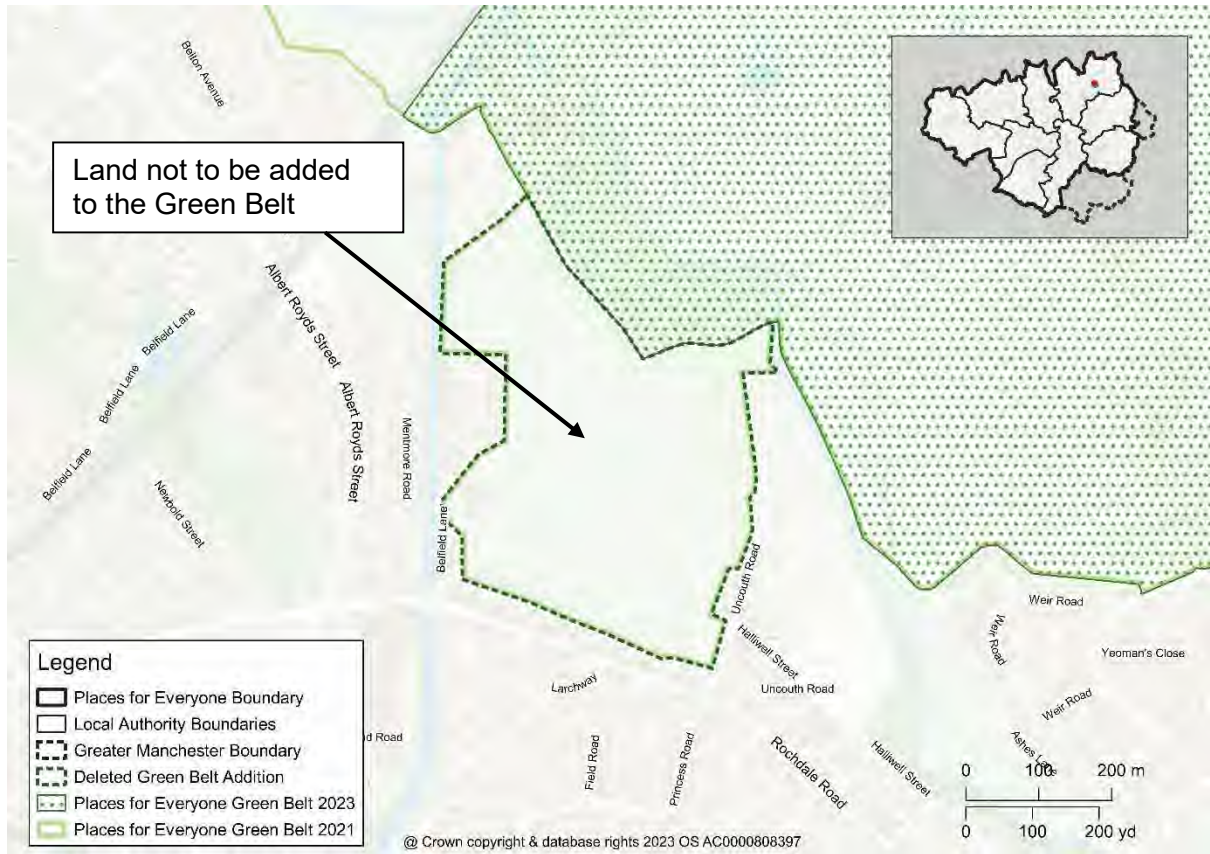 Belton Avenue
Land not to be added
to the Green Belt
Albert Royds Street
Belfield Lane
Belfield Lane
Albert Royds Street
Mentmore Road
Belfield Lane
Newbold Street
Belfield Lane
Uncouth Road
Weir Road
Weir Road
Yeoman's Close
Halliwell Street
Larchway
Uncouth Road
Weir Road
Field Road
Princess Road
Rochdale Road
Halliwell Street
Ashes Lane
d Road
Legend
Places for Everyone Boundary
Local Authority Boundaries
Greater Manchester Boundary
Deleted Green Belt Addition
Places for Everyone Green Belt 2023
Places for Everyone Green Belt 2021
0 100 200 m
0 100 200 yd
@ Crown copyright & database rights 2023 OS AC0000808397